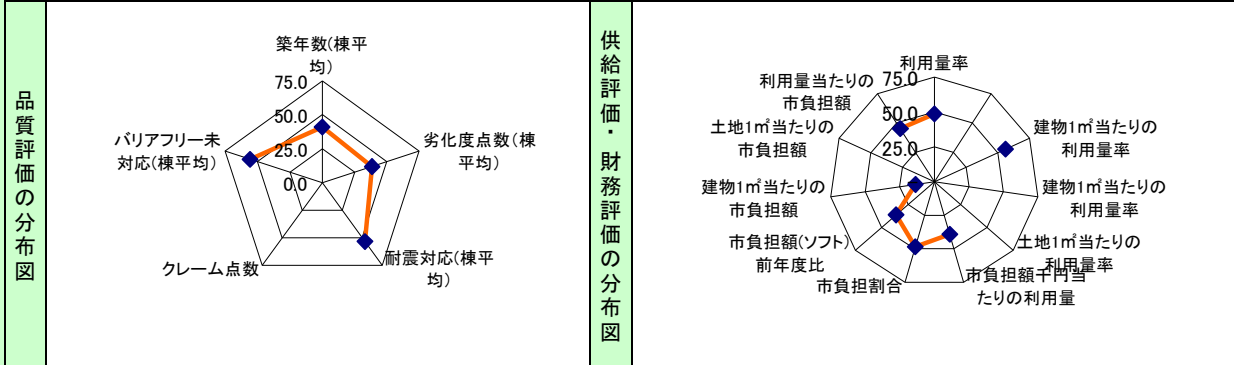 品質評価の分布図
築年数(棟平
均)
75.0
50.0
25.0
0.0
劣化度点数(棟
平均)
耐震対応(棟平
均)
クレーム点数
バリアフリー未
対応(棟平均)
供給評価・財務評価の分布図
利用量率
75.0
50.0
25.0
建物1㎡当たりの
利用量率
建物1㎡当たりの
利用量率
土地1㎡当たりの
利用量率
市負担額千円当
たりの利用量
市負担割合
市負担額(ソフト)
前年度比
建物1㎡当たりの
市負担額
土地1㎡当たりの
市負担額
利用量当たりの
市負担額